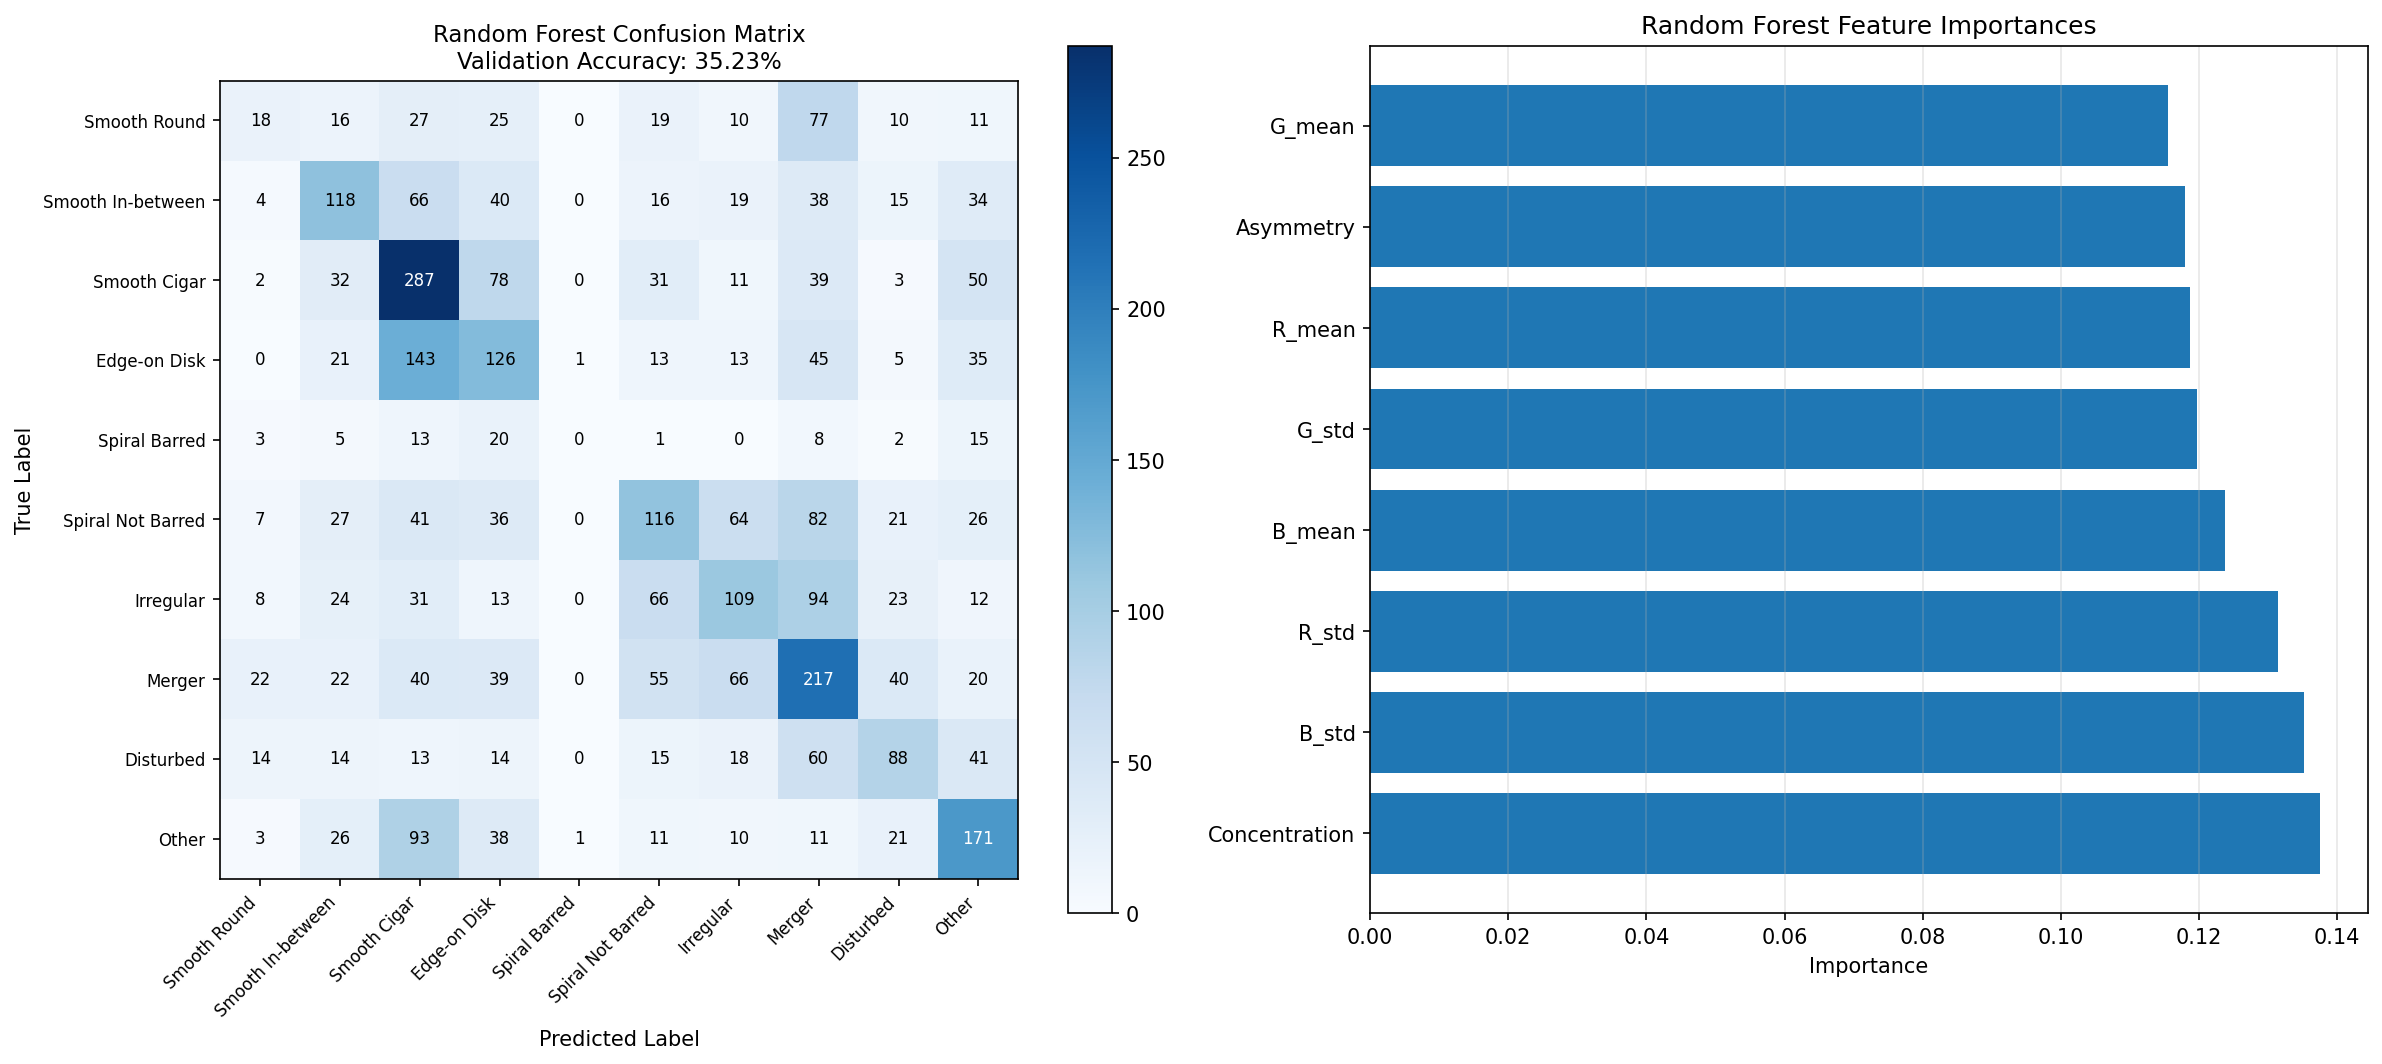 Random Forest Confusion Matrix
Validation Accuracy: 35.23%
True Label
Smooth Round 18 16 27 25 0 19 10 77 10 11
Smooth In-between 4 118 66 40 0 16 19 38 15 34
Smooth Cigar 2 32 287 78 0 31 11 39 3 50
Edge-on Disk 0 21 143 126 1 13 13 45 5 35
Spiral Barred 3 5 13 20 0 1 0 8 2 15
Spiral Not Barred 7 27 41 36 0 116 64 82 21 26
Irregular 8 24 31 13 0 66 109 94 23 12
Merger 22 22 40 39 0 55 66 217 40 20
Disturbed 14 14 13 14 0 15 18 60 88 41
Other 3 26 93 38 1 11 10 11 21 171
Smooth Round
Smooth In-between
Smooth Cigar
Edge-on Disk
Spiral Barred
Spiral Not Barred
Irregular
Merger
Disturbed
Other
Predicted Label
250
200
150
100
50
0
Random Forest Feature Importances
G_mean
Asymmetry
R_mean
G_std
B_mean
R_std
B_std
Concentration
0.00 0.02 0.04 0.06 0.08 0.10 0.12 0.14
Importance